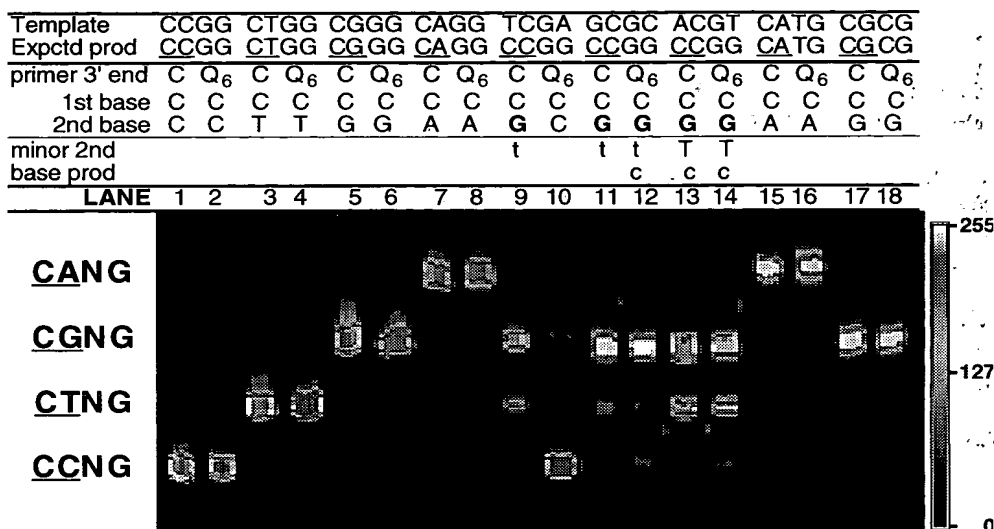 Template CCGG CTGG CGGG CAGG TCGA GCGC ACGT CATG CGCG
Expctd prod CCGG CTGG CGGG CAGG CCGG CCGG CCGG CATG CGCG
primer 3' end C Q6 C Q6 C Q6 C Q6 C Q6 C Q6 C Q6 C Q6 C Q6
1st base C C C C C C C C C C C C C C C C C C
2nd base C C T T G G A A G C G G G G A A G G
minor 2nd t t t T T
base prod c c c
LANE 1 2 3 4 5 6 7 8 9 10 11 12 13 14 15 16 17 18
255
CANG
CGNG
127
CTNG
CCNG
0